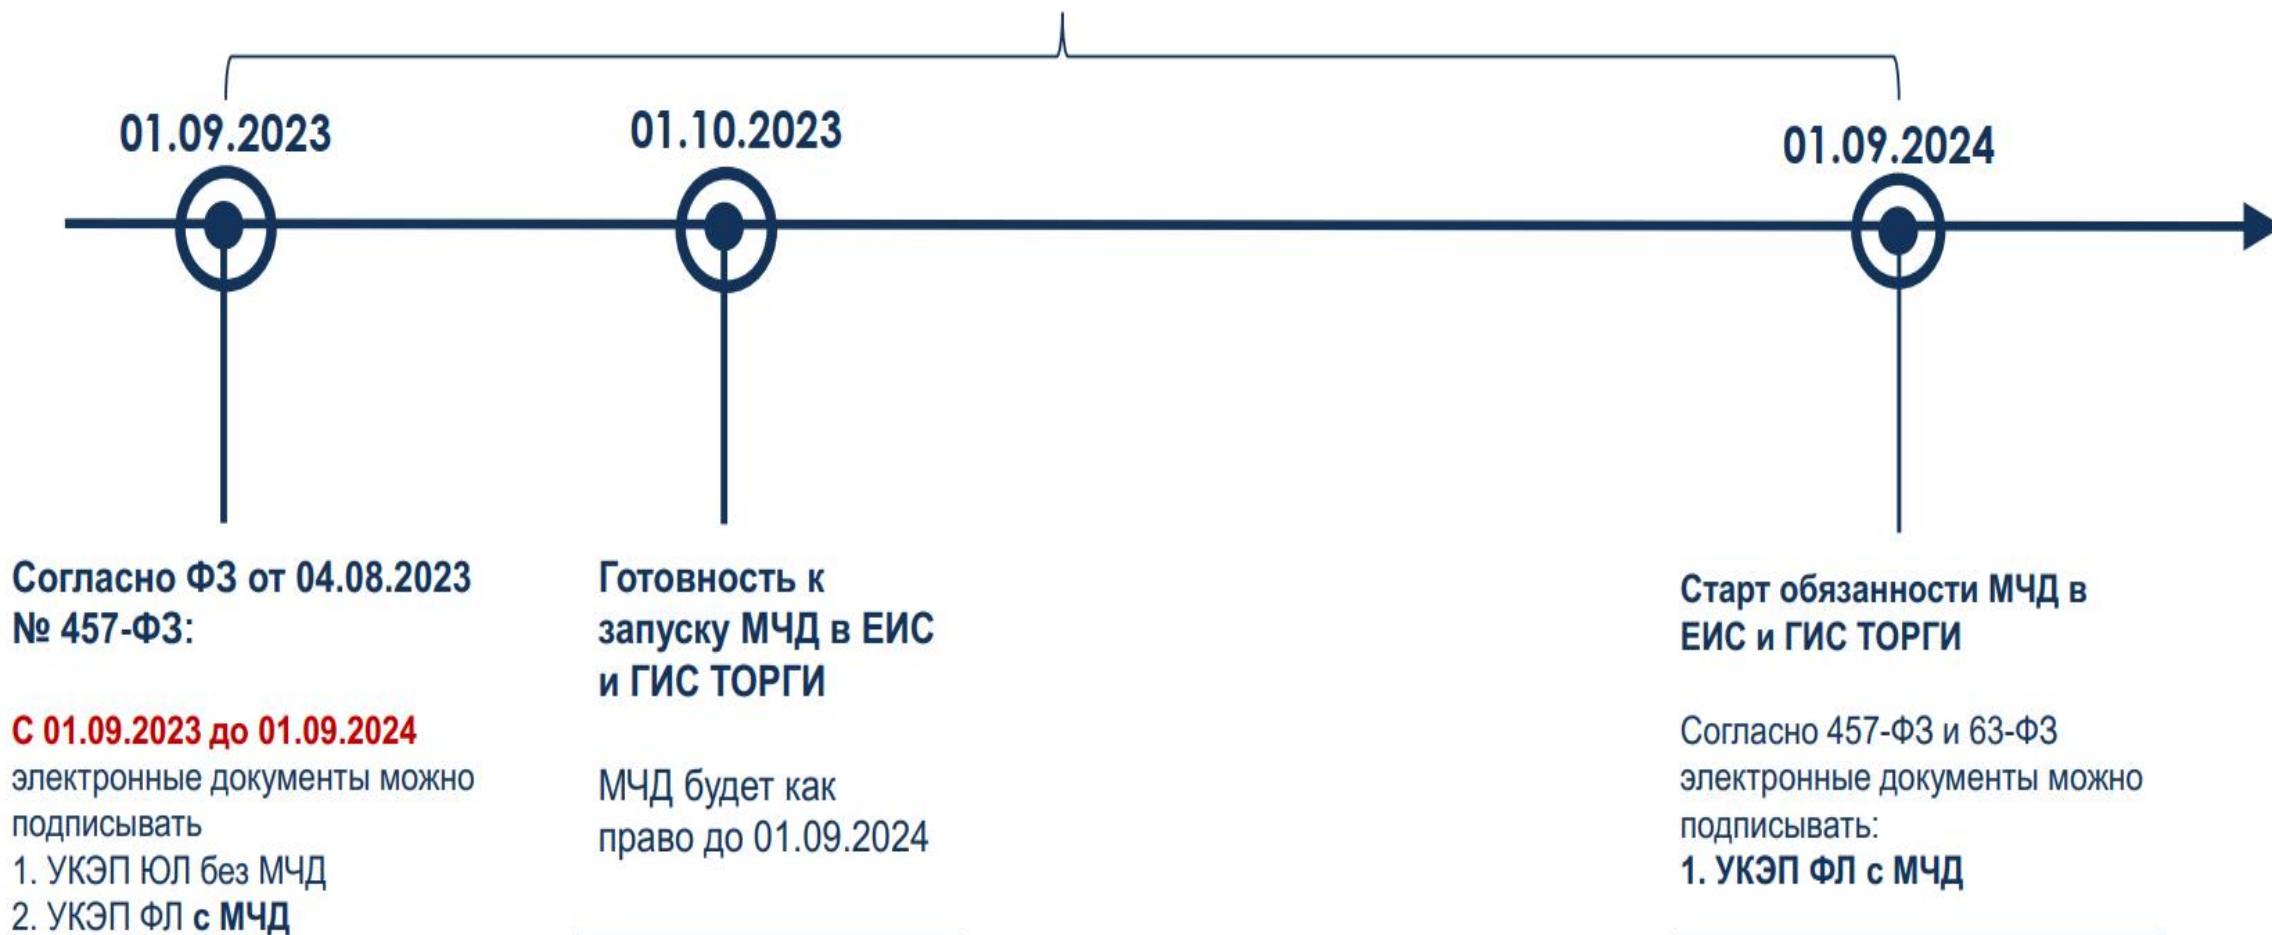 01.09.2023
01.10.2023
01.09.2024
Согласно ФЗ от 04.08.2023
№ 457-ФЗ:
С 01.09.2023 до 01.09.2024
электронные документы можно
подписывать
1. УКЭП ЮЛ без МЧД
2. УКЭП ФЛ с МЧД
Готовность к
запуску МЧД в ЕИС
и ГИС ТОРГИ
МЧД будет как
право до 01.09.2024
Старт обязанности МЧД в
ЕИС и ГИС ТОРГИ
Согласно 457-ФЗ и 63-ФЗ
электронные документы можно
подписывать:
1. УКЭП ФЛ с МЧД